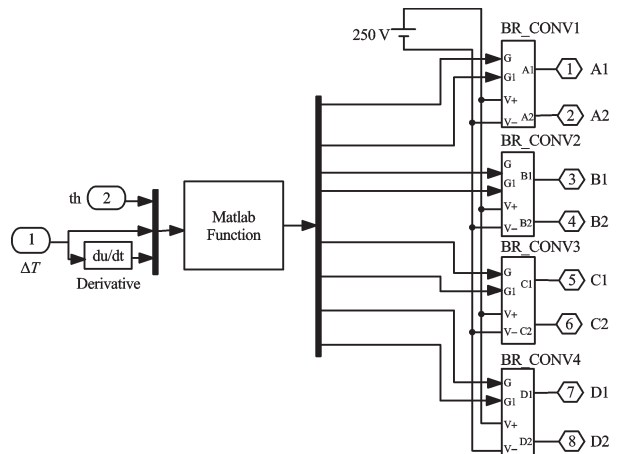 250 V
BR_CONV1
G
G1
V+
V−
A1
A2
1
A1
2
A2
BR_CONV2
G
G1
V+
V−
B1
B2
3
B1
4
B2
BR_CONV3
G
G1
V+
V−
C1
C2
5
C1
6
C2
BR_CONV4
G
G1
V+
V−
D1
D2
7
D1
8
D2
th
2
1
ΔT
du/dt
Derivative
Matlab
Function